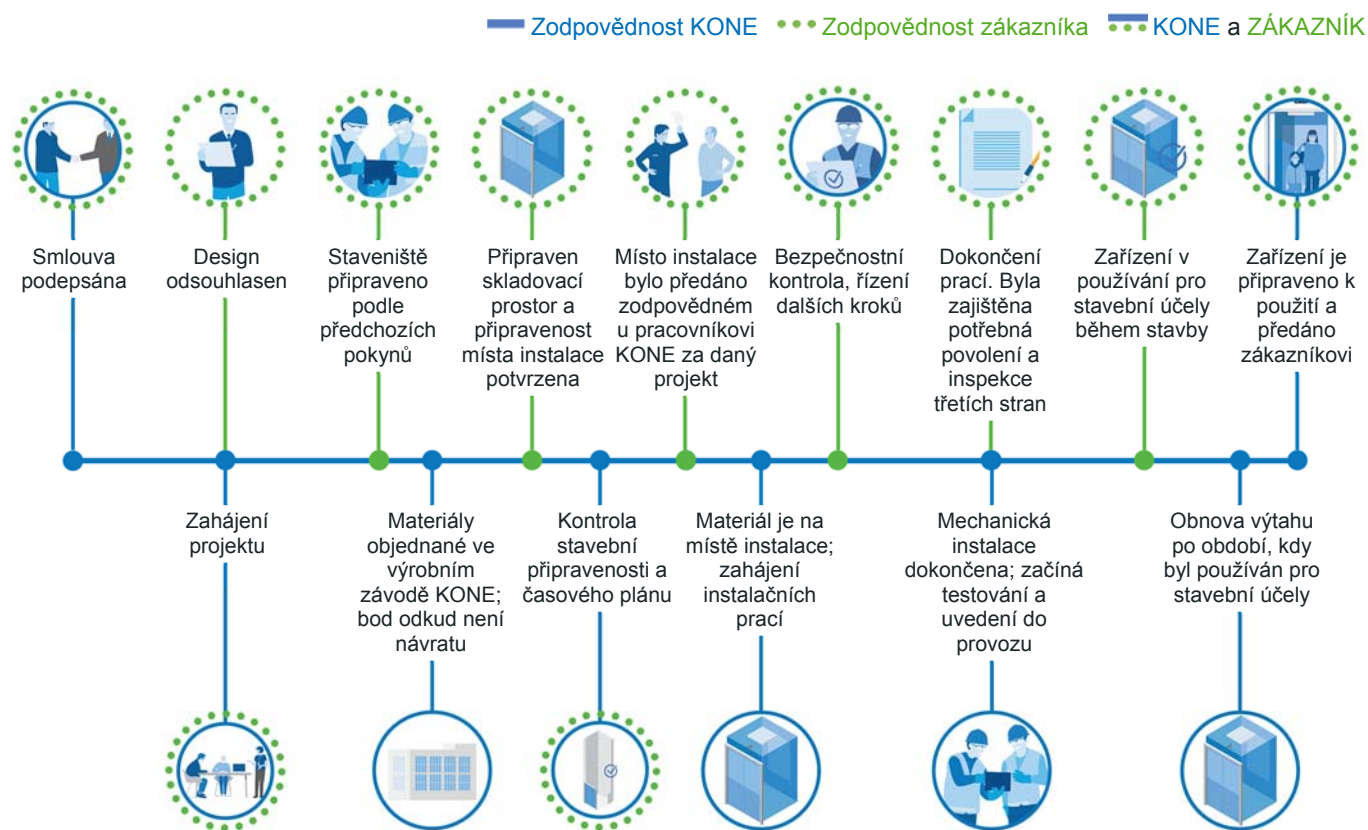 Zodpovědnost KONE
Zodpovědnost zákazníka
KONE a ZÁKAZNÍK
Smlouva
podepsána
Design
odsouhlasen
Staveniště
připraveno
podle
předchozích
pokynů
Připraven
skladovací
prostor a
připravenost
místa instalace
potvrzena
Místo instalace
bylo předáno
zodpovědném
u pracovníkovi
KONE za daný
projekt
Bezpečnostní
kontrola, řízení
dalších kroků
Dokončení
prací. Byla
zajištěna
potřebná
povolení a
inspekce
třetích stran
Zařízení v
používání pro
stavební účely
během stavby
Zařízení je
připraveno k
použití a
předáno
zákazníkovi
Zahájení
projektu
Materiály
objednané ve
výrobním
závodě KONE;
bod odkud není
návratu
Kontrola
stavební
připravenosti a
časového plánu
Materiál je na
místě instalace;
zahájení
instalačních
prací
Mechanická
instalace
dokončena; začíná
testování a
uvedení do
provozu
Obnova výtahu
po období, kdy
byl používán pro
stavební účely